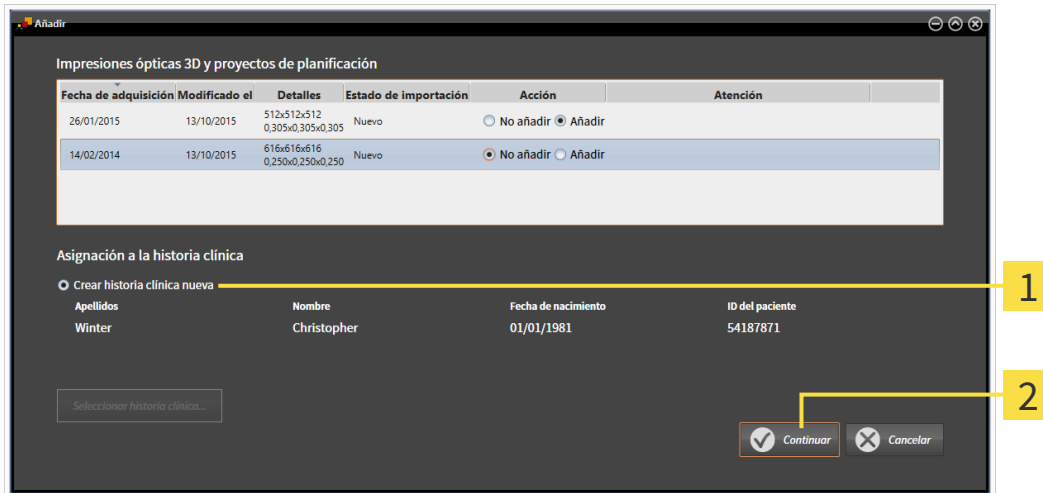 Añadir
Impresiones ópticas 3D y proyectos de planificación
Fecha de adquisición Modificado el Detalles Estado de importación Acción Atención
26/01/2015 13/10/2015 512x512x512 0,305x0,305x0,305 Nuevo No añadir Añadir
14/02/2014 13/10/2015 616x616x616 0,250x0,250x0,250 Nuevo No añadir Añadir
Asignación a la historia clínica
Crear historia clínica nueva
1
Apellidos Nombre Fecha de nacimiento ID del paciente
Winter Christopher 01/01/1981 54187871
Seleccionar historia clínica...
2
Continuar Cancelar